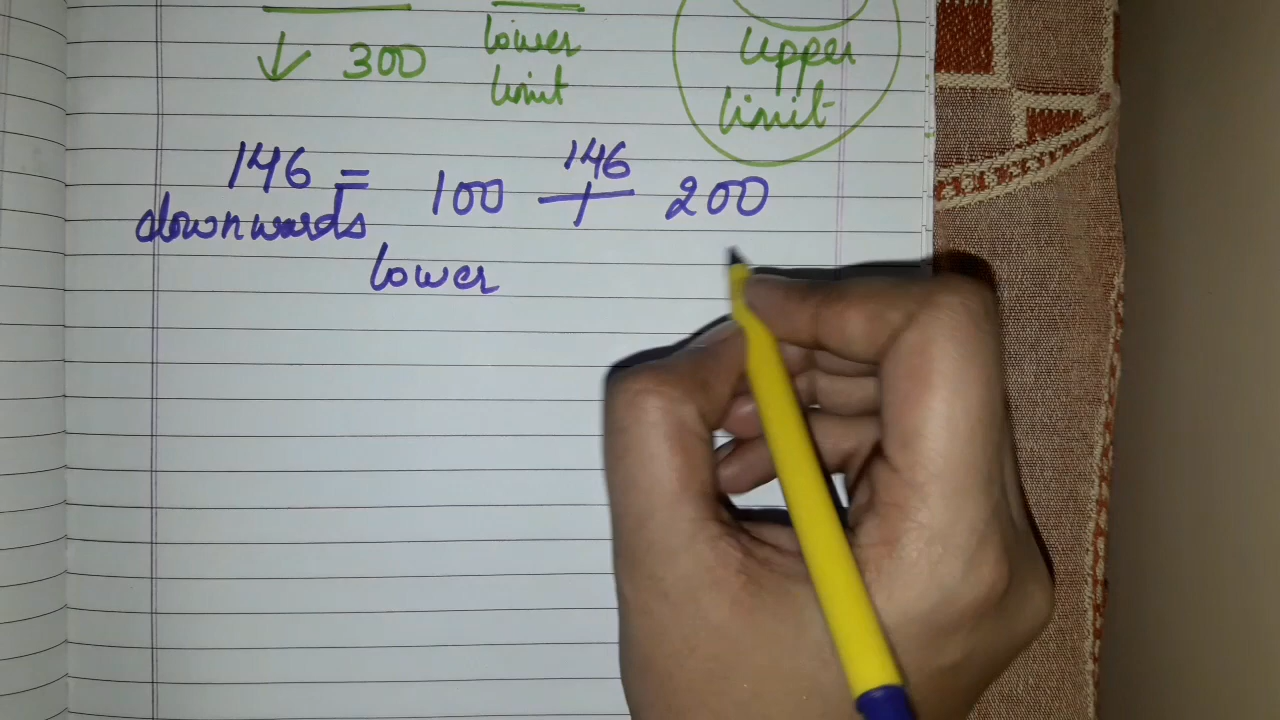 ↓ 300 lower limit upper limit
146
146 = 100 + 200
downwards
lower